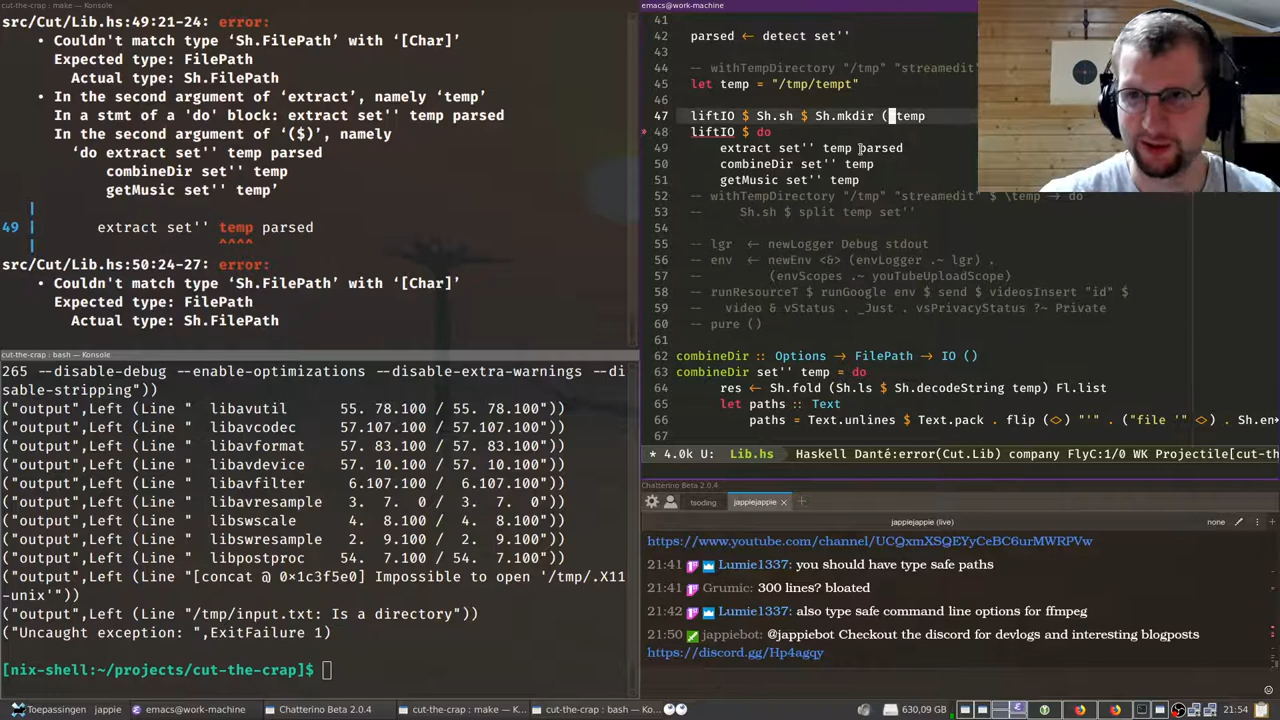 cut-the-crap : make — Konsole
src/Cut/Lib.hs:49:21-24: error:
• Couldn't match type ‘Sh.FilePath’ with ‘[Char]’
Expected type: FilePath
Actual type: Sh.FilePath
• In the second argument of ‘extract’, namely ‘temp’
In a stmt of a 'do' block: extract set'' temp parsed
In the second argument of ‘($)’, namely
‘do extract set'' temp parsed
combineDir set'' temp
getMusic set'' temp’
|
49 | extract set'' temp parsed
| ^^^^
src/Cut/Lib.hs:50:24-27: error:
• Couldn't match type ‘Sh.FilePath’ with ‘[Char]’
Expected type: FilePath
Actual type: Sh.FilePath
cut-the-crap : bash — Konsole
265 --disable-debug --enable-optimizations --disable-extra-warnings --di
sable-stripping"))
("output",Left (Line " libavutil 55. 78.100 / 55. 78.100"))
("output",Left (Line " libavcodec 57.107.100 / 57.107.100"))
("output",Left (Line " libavformat 57. 83.100 / 57. 83.100"))
("output",Left (Line " libavdevice 57. 10.100 / 57. 10.100"))
("output",Left (Line " libavfilter 6.107.100 / 6.107.100"))
("output",Left (Line " libavresample 3. 7. 0 / 3. 7. 0"))
("output",Left (Line " libswscale 4. 8.100 / 4. 8.100"))
("output",Left (Line " libswresample 2. 9.100 / 2. 9.100"))
("output",Left (Line " libpostproc 54. 7.100 / 54. 7.100"))
("output",Left (Line "[concat @ 0x1c3f5e0] Impossible to open '/tmp/.X11
-unix'"))
("output",Left (Line "/tmp/input.txt: Is a directory"))
("Uncaught exception: ",ExitFailure 1)
[nix-shell:~/projects/cut-the-crap]$
emacs@work-machine
41
42 parsed ← detect set''
43
44 -- withTempDirectory "/tmp" "streamedit"
45 let temp = "/tmp/tempt"
46
47 liftIO $ Sh.sh $ Sh.mkdir ( temp
48 liftIO $ do
49 extract set'' temp parsed
50 combineDir set'' temp
51 getMusic set'' temp
52 -- withTempDirectory "/tmp" "streamedit" $ \temp → do
53 -- Sh.sh $ split temp set''
54
55 -- lgr ← newLogger Debug stdout
56 -- env ← newEnv <&> (envLogger .~ lgr) .
57 -- (envScopes .~ youTubeUploadScope)
58 -- runResourceT $ runGoogle env $ send $ videosInsert "id" $
59 -- video & vStatus . _Just . vsPrivacyStatus ?~ Private
60 -- pure ()
62 combineDir :: Options → FilePath → IO ()
63 combineDir set'' temp = do
64 res ← Sh.fold (Sh.ls $ Sh.decodeString temp) Fl.list
65 let paths :: Text
66 paths = Text.unlines $ Text.pack . flip (<>) "'" . ("file '" <>) . Sh.en
67
* 4.0k U: Lib.hs Haskell Danté:error(Cut.Lib) company FlyC:1/0 WK Projectile[cut-th
Chatterino Beta 2.0.4
tsoding jappiejappie × +
jappiejappie (live) none
https://www.youtube.com/channel/UCQxmXSQEYyCeBC6urMWRPVw
21:41 Lumie1337: you should have type safe paths
21:41 Grumic: 300 lines? bloated
21:42 Lumie1337: also type safe command line options for ffmpeg
21:50 jappiebot: @jappiebot Checkout the discord for devlogs and interesting blogposts
https://discord.gg/Hp4agqy
Toepassingen jappie emacs@work-machine Chatterino Beta 2.0.4 cut-the-crap : make — K... cut-the-crap : bash — Kons... 630,09 GB 21:54